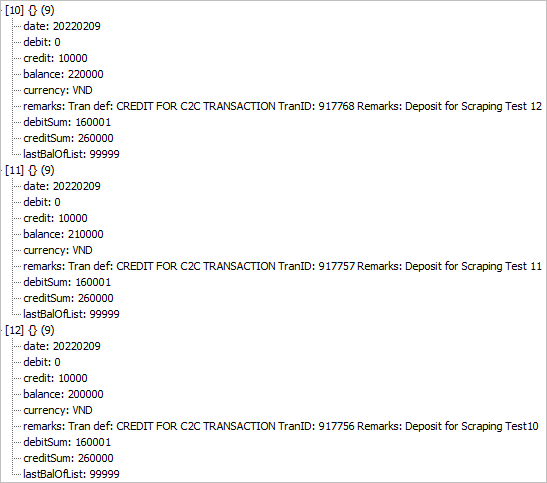 [10] {} (9)
date: 20220209
debit: 0
credit: 10000
balance: 220000
currency: VND
remarks: Tran def: CREDIT FOR C2C TRANSACTION TranID: 917768 Remarks: Deposit for Scraping Test 12
debitSum: 160001
creditSum: 260000
lastBalOfList: 99999
[11] {} (9)
date: 20220209
debit: 0
credit: 10000
balance: 210000
currency: VND
remarks: Tran def: CREDIT FOR C2C TRANSACTION TranID: 917757 Remarks: Deposit for Scraping Test 11
debitSum: 160001
creditSum: 260000
lastBalOfList: 99999
[12] {} (9)
date: 20220209
debit: 0
credit: 10000
balance: 200000
currency: VND
remarks: Tran def: CREDIT FOR C2C TRANSACTION TranID: 917756 Remarks: Deposit for Scraping Test10
debitSum: 160001
creditSum: 260000
lastBalOfList: 99999